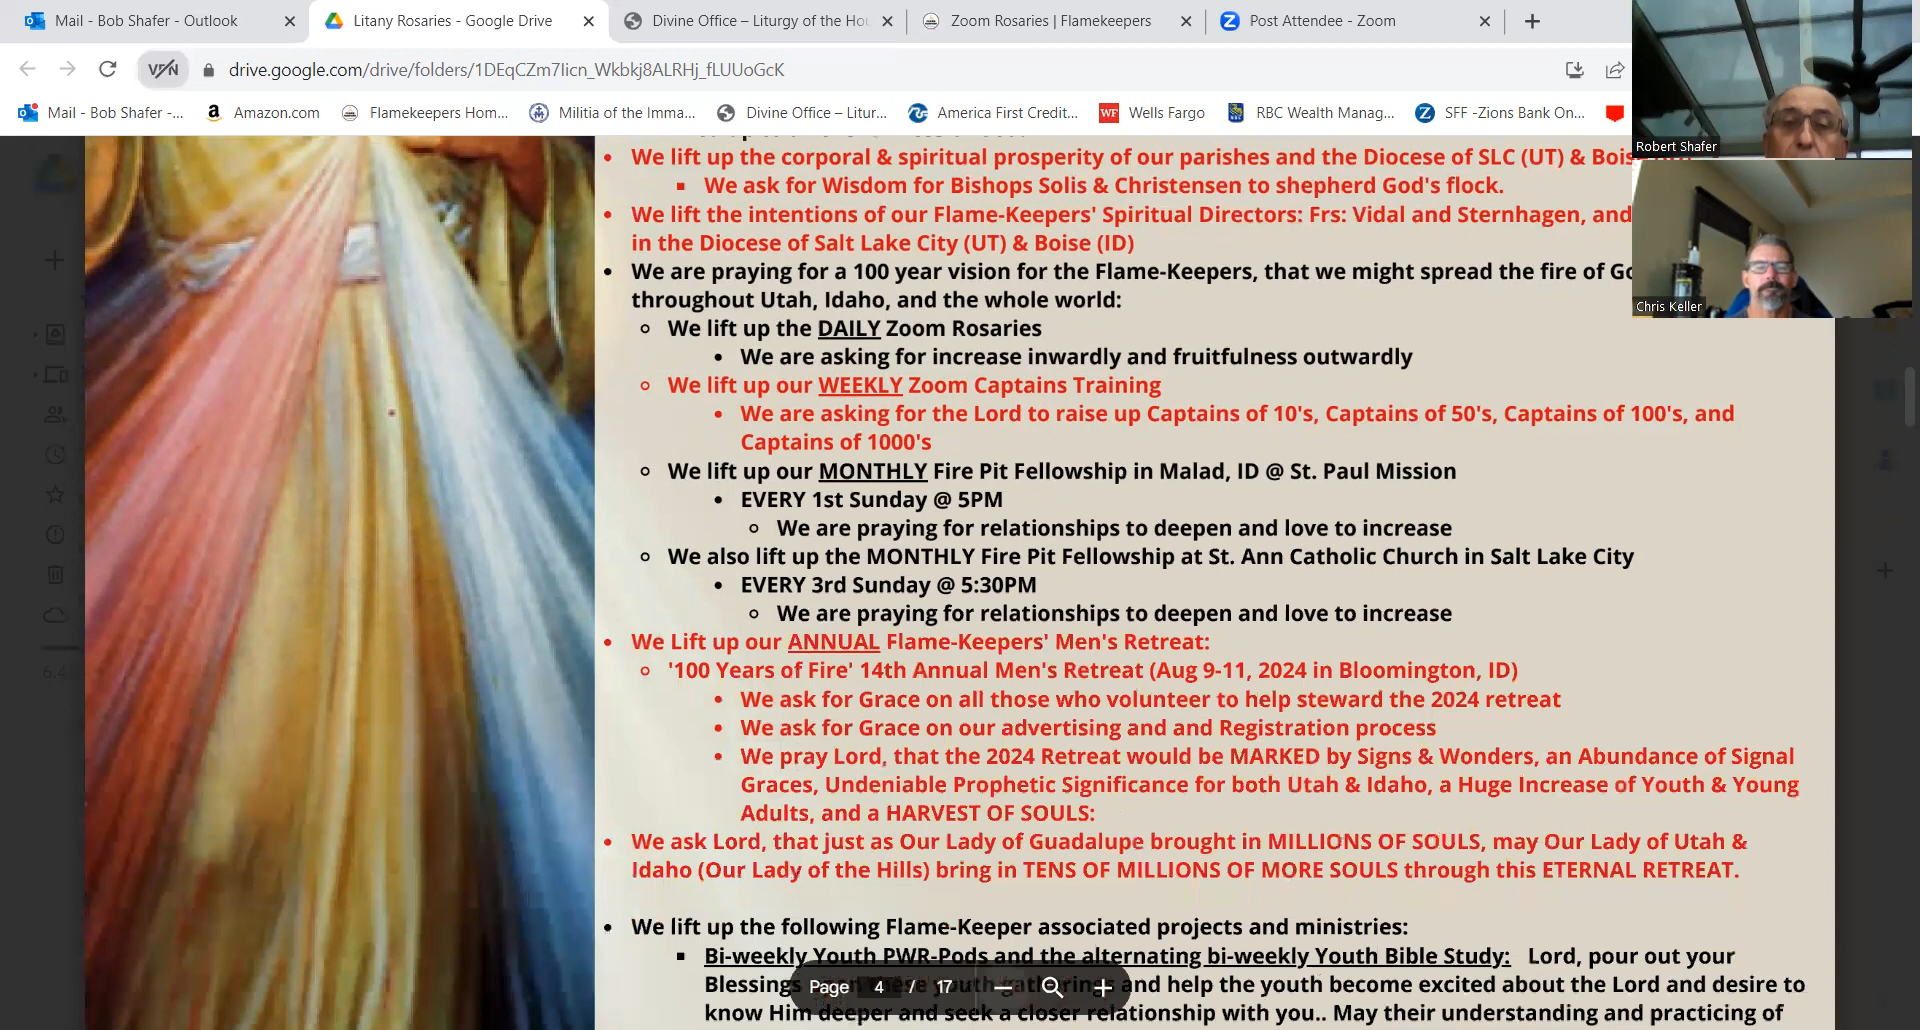 Mail - Bob Shafer - Outlook
Litany Rosaries - Google Drive
Divine Office – Liturgy of the Hou
Zoom Rosaries | Flamekeepers
Post Attendee - Zoom
VPN
drive.google.com/drive/folders/1DEqCZm7Iicn_Wkbkj8ALRHj_fLUUoGcK
Mail - Bob Shafer -...
Amazon.com
Flamekeepers Hom...
Militia of the Imma...
Divine Office – Litur...
America First Credit...
WF Wells Fargo
RBC Wealth Manag...
SFF -Zions Bank On...
Robert Shafer
Chris Keller
• We lift up the corporal & spiritual prosperity of our parishes and the Diocese of SLC (UT) &
▪ We ask for Wisdom for Bishops Solis & Christensen to shepherd God's flock.
• We lift the intentions of our Flame-Keepers' Spiritual Directors: Frs: Vidal and Sternhagen, and
in the Diocese of Salt Lake City (UT) & Boise (ID)
• We are praying for a 100 year vision for the Flame-Keepers, that we might spread the fire of
throughout Utah, Idaho, and the whole world:
○ We lift up the DAILY Zoom Rosaries
• We are asking for increase inwardly and fruitfulness outwardly
○ We lift up our WEEKLY Zoom Captains Training
• We are asking for the Lord to raise up Captains of 10's, Captains of 50's, Captains of 100's, and
Captains of 1000's
○ We lift up our MONTHLY Fire Pit Fellowship in Malad, ID @ St. Paul Mission
• EVERY 1st Sunday @ 5PM
○ We are praying for relationships to deepen and love to increase
○ We also lift up the MONTHLY Fire Pit Fellowship at St. Ann Catholic Church in Salt Lake City
• EVERY 3rd Sunday @ 5:30PM
○ We are praying for relationships to deepen and love to increase
• We Lift up our ANNUAL Flame-Keepers' Men's Retreat:
○ '100 Years of Fire' 14th Annual Men's Retreat (Aug 9-11, 2024 in Bloomington, ID)
• We ask for Grace on all those who volunteer to help steward the 2024 retreat
• We ask for Grace on our advertising and and Registration process
• We pray Lord, that the 2024 Retreat would be MARKED by Signs & Wonders, an Abundance of Signal
Graces, Undeniable Prophetic Significance for both Utah & Idaho, a Huge Increase of Youth & Young
Adults, and a HARVEST OF SOULS:
• We ask Lord, that just as Our Lady of Guadalupe brought in MILLIONS OF SOULS, may Our Lady of Utah &
Idaho (Our Lady of the Hills) bring in TENS OF MILLIONS OF MORE SOULS through this ETERNAL RETREAT.
• We lift up the following Flame-Keeper associated projects and ministries:
▪ Bi-weekly Youth PWR-Pods and the alternating bi-weekly Youth Bible Study: Lord, pour out your
Blessings these youth gatherings and help the youth become excited about the Lord and desire to
know Him deeper and seek a closer relationship with you.. May their understanding and practicing of
Page 4 / 17
6.4